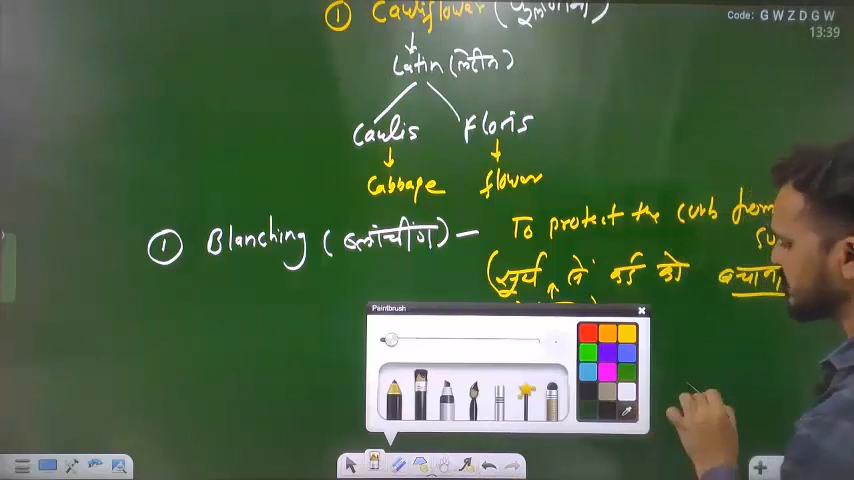 Code: G W Z D G W
13:39
① Cauliflower (फूलगोभी)
Latin (लैटिन)
Caulis Floris
Cabbage flower
① Blanching (ब्लांचींग) — To protect the curb from
(सूर्य से कर्ड को बचाना
Paintbrush